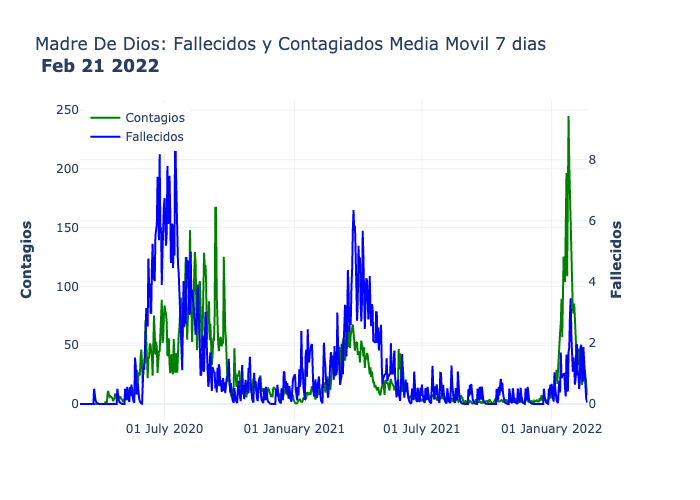 Madre De Dios: Fallecidos y Contagiados Media Movil 7 dias
Feb 21 2022
Contagios
Fallecidos
250
200
150
100
50
0
8
6
4
2
0
Contagios
Fallecidos
01 July 2020
01 January 2021
01 July 2021
01 January 2022